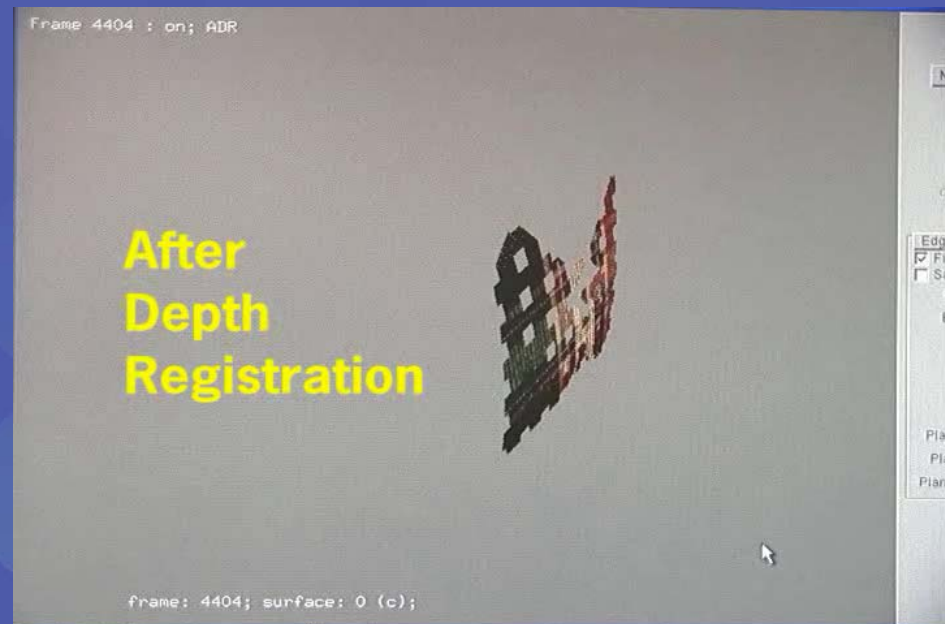 Frame 4404 : on; ADR
After
Depth
Registration
frame: 4404; surface: 0 (c);